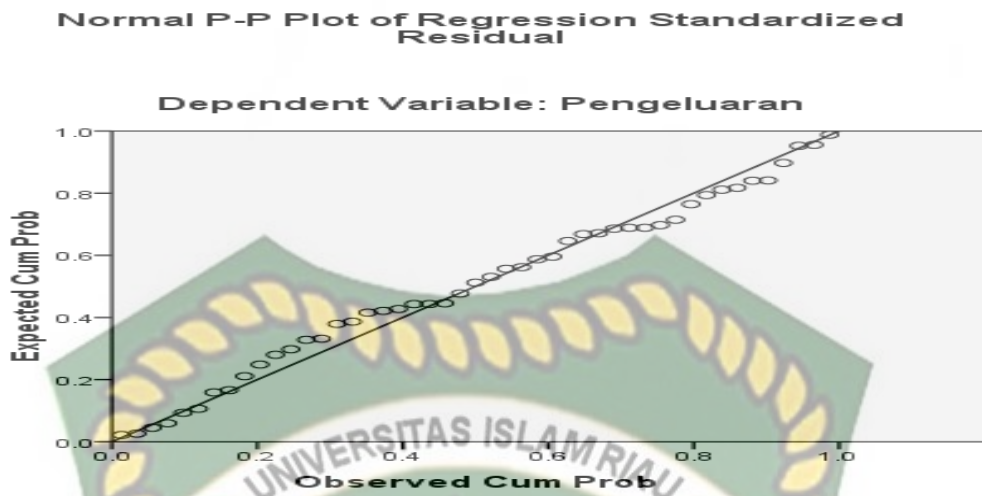 Normal P-P Plot of Regression Standardized
Residual
Dependent Variable: Pengeluaran
Expected Cum Prob
1.0
0.8
0.6
0.4
0.2
0.0
0.0 0.2 0.4 0.6 0.8 1.0
Observed Cum Prob
UNIVERSITAS ISLAM RIAU